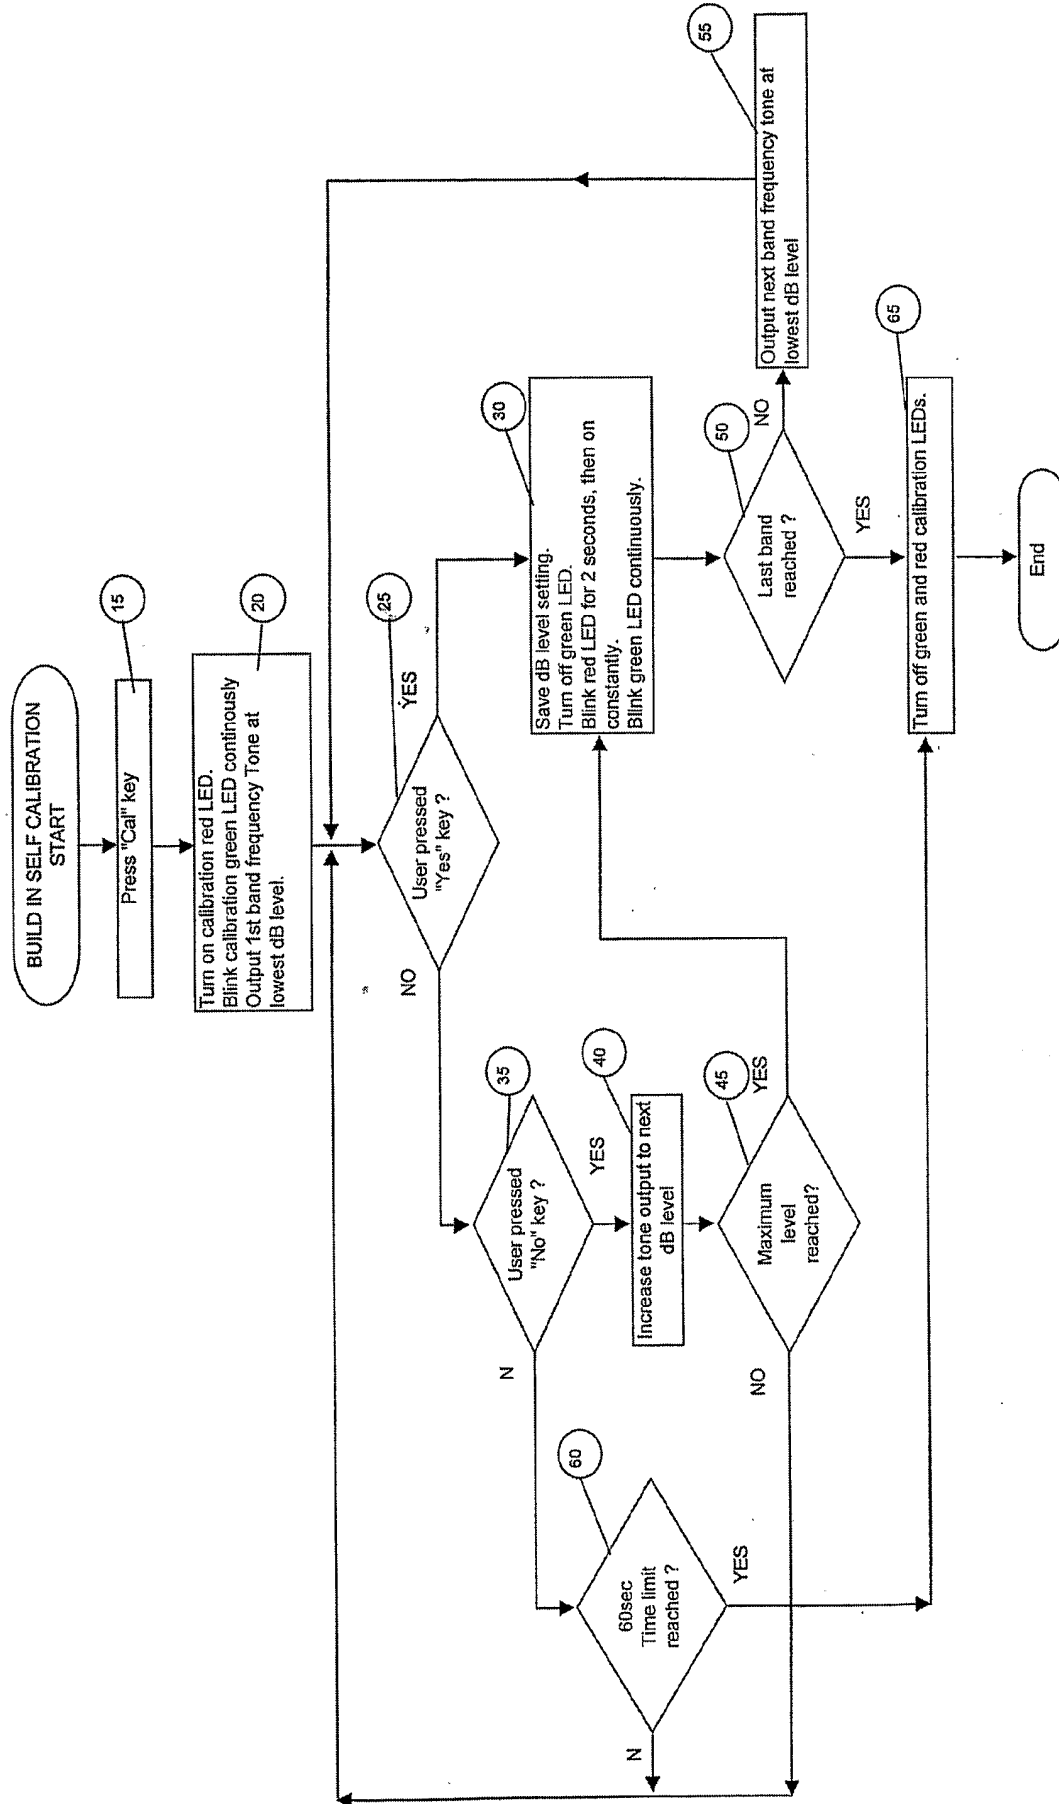 BUILD IN SELF CALIBRATION
START
Press "Cal" key
15
Turn on calibration red LED.
Blink calibration green LED continously
Output 1st band frequency Tone at
lowest dB level.
20
User pressed
"Yes" key ?
25
YES
NO
Save dB level setting.
Turn off green LED.
Blink red LED for 2 seconds, then on
constantly.
Blink green LED continuously.
30
User pressed
"No" key ?
35
YES
N
Increase tone output to next
dB level
40
Maximum
level
reached?
45
YES
NO
60sec
Time limit
reached ?
60
YES
N
Last band
reached ?
50
NO
YES
Output next band frequency tone at
lowest dB level
55
Turn off green and red calibration LEDs.
65
End